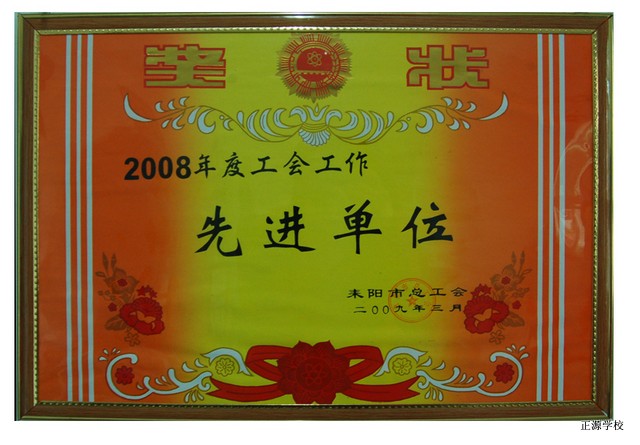 奖状
2008年度工会工作
先进单位
耒阳市总工会
二00九年三月
正源学校